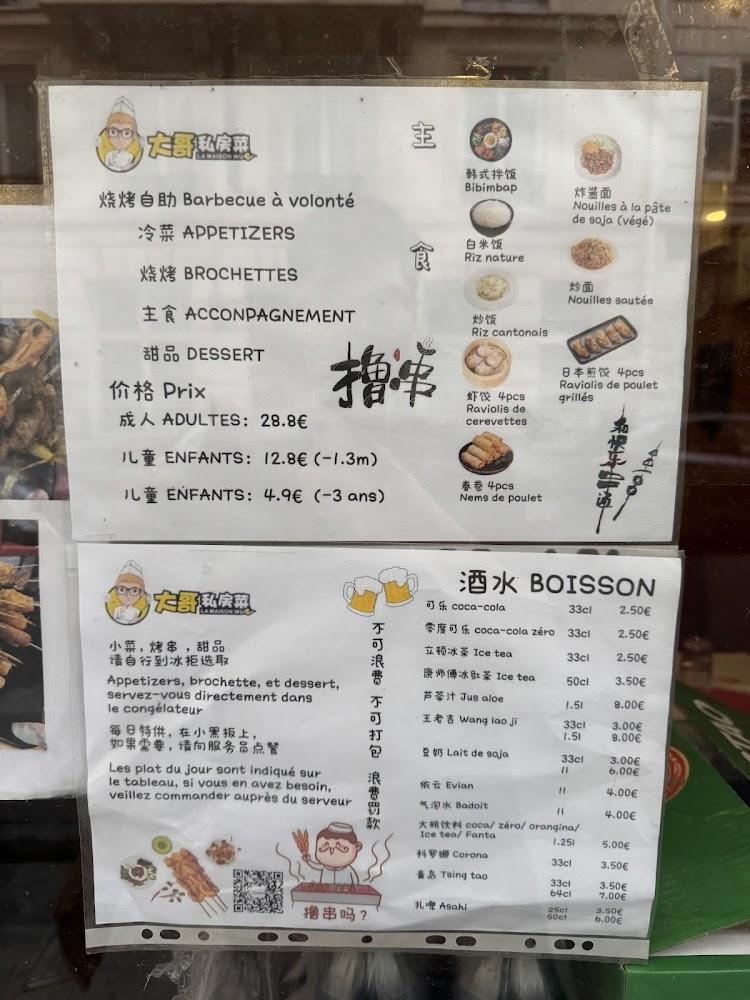 大哥私房菜
LA MAISON WU
烧烤自助 Barbecue à volonté
冷菜 APPETIZERS
烧烤 BROCHETTES
主食 ACCONPAGNEMENT
甜品 DESSERT
价格 Prix
成人 ADULTES: 28.8€
儿童 ENFANTS: 12.8€ (-1.3m)
儿童 ENFANTS: 4.9€ (-3 ans)
撸串
主
食
韩式拌饭
Bibimbap
白米饭
Riz nature
炒饭
Riz cantonais
虾饺 4pcs
Raviolis de
cerevettes
春卷 4pcs
Nems de poulet
炸酱面
Nouilles à la pâte
de soja (végé)
炒面
Nouilles sautée
日本煎饺 4pcs
Raviolis de poulet
grillés
大哥私房菜
LA MAISON WU
小菜，烤串，甜品
请自行到冰拒选取
Appetizers, brochette, et dessert,
servez-vous directement dans
le congélateur
每日特供，在小黑板上，
如果需要，请向服务员点餐
Les plat du jour sont indiqué sur
le tableau, si vous en avez besoin,
veillez commander auprès du serveur
撸串吗？
不可浪费 不可打包 浪费罚款
酒水 BOISSON
可乐 coca-cola 33cl 2.50€
零度可乐 coca-cola zéro 33cl 2.50€
立顿冰茶 Ice tea 33cl 2.50€
康师傅冰红茶 Ice tea 50cl 3.50€
芦荟汁 Jus aloe 1.5l 8.00€
王老吉 Wang lao ji 33cl 3.00€
1.5l 8.00€
豆奶 Lait de soja 33cl 3.00€
1l 6.00€
依云 Evian 1l 4.00€
气泡水 Badoit 1l 4.00€
大瓶饮料 coca/ zéro/ orangina/
Ice tea/ Fanta 1.25l 5.00€
科罗娜 Corona 33cl 3.50€
青岛 Tsing tao 33cl 3.50€
64cl 7.00€
扎啤 Asahi 25cl 3.50€
50cl 6.00€